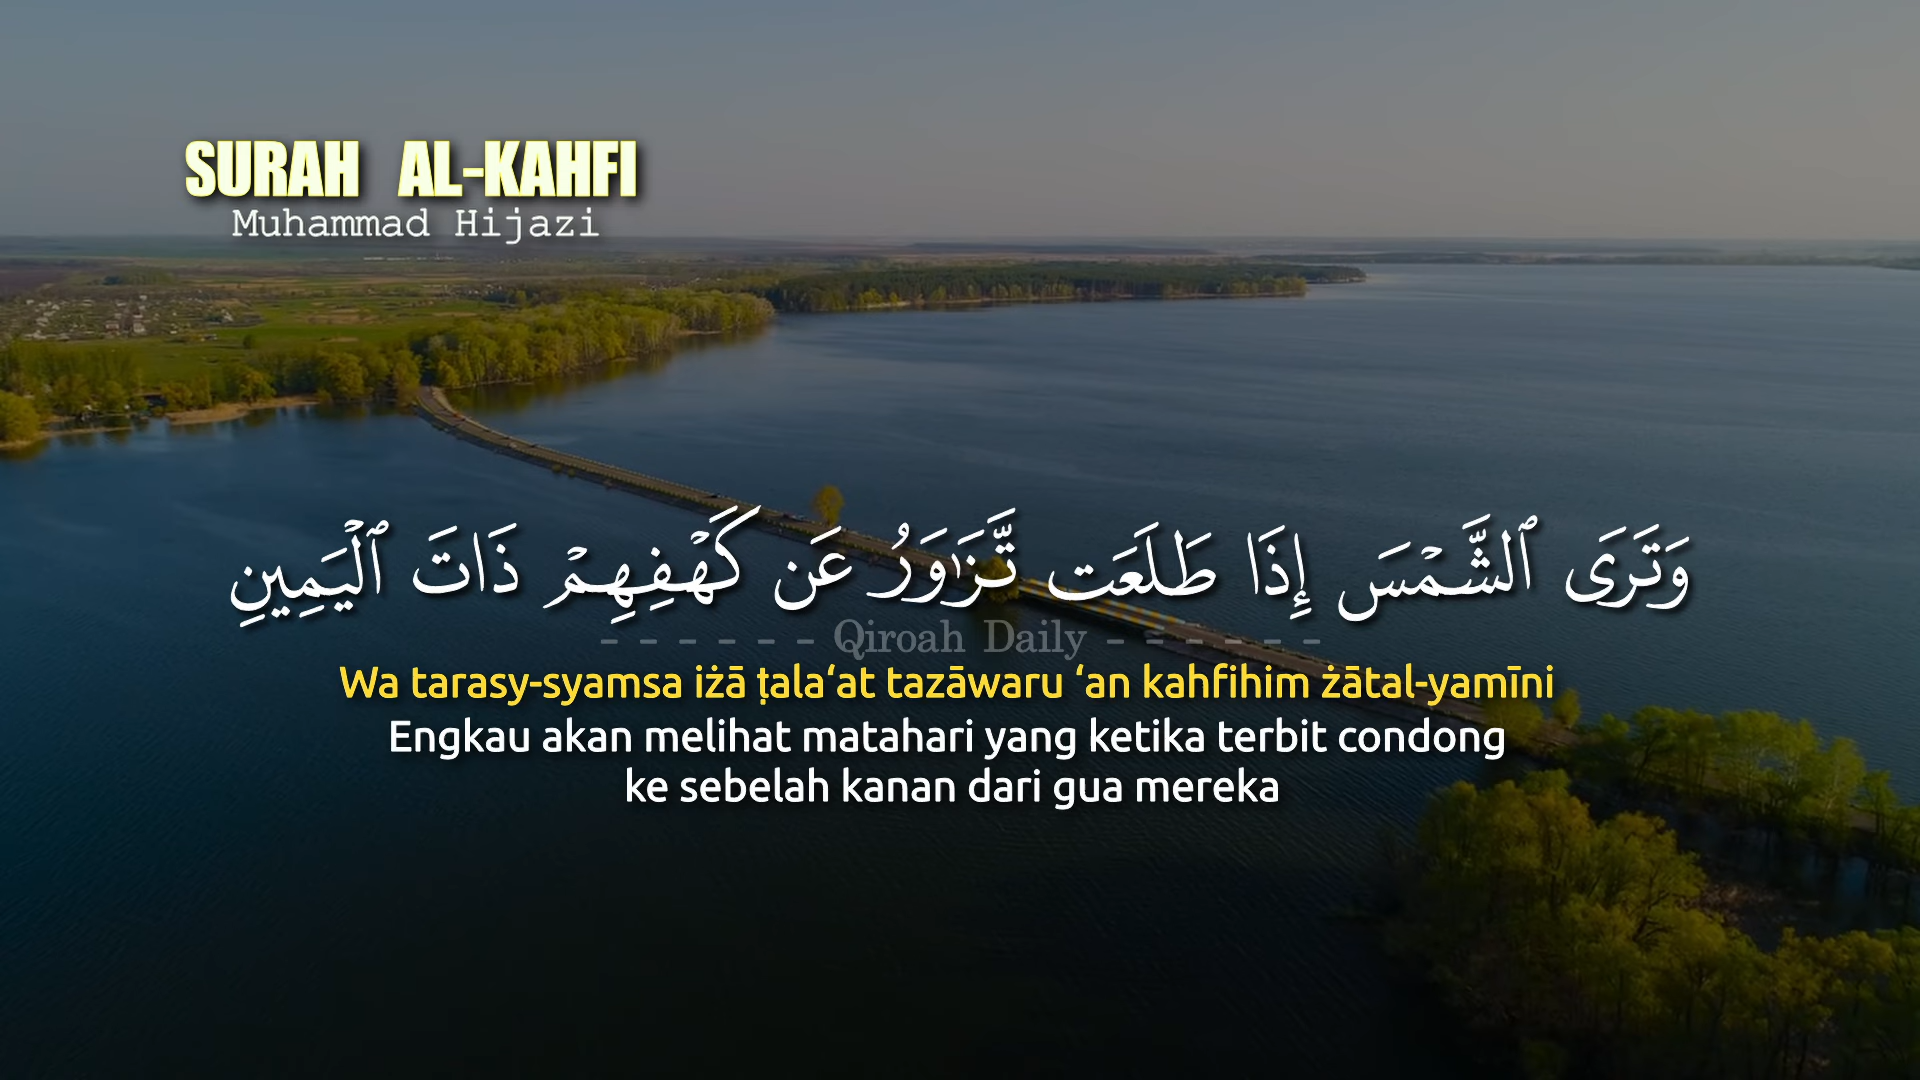 SURAH AL-KAHFI
Muhammad Hijazi
وَتَرَى ٱلشَّمْسَ إِذَا طَلَعَت تَّزَٰوَرُ عَن كَهْفِهِمْ ذَاتَ ٱلْيَمِينِ
- - - - - - Qiroah Daily - - - - - -
Wa tarasy-syamsa iżā ṭala‘at tazāwaru ‘an kahfihim żātal-yamīni
Engkau akan melihat matahari yang ketika terbit condong
ke sebelah kanan dari gua mereka